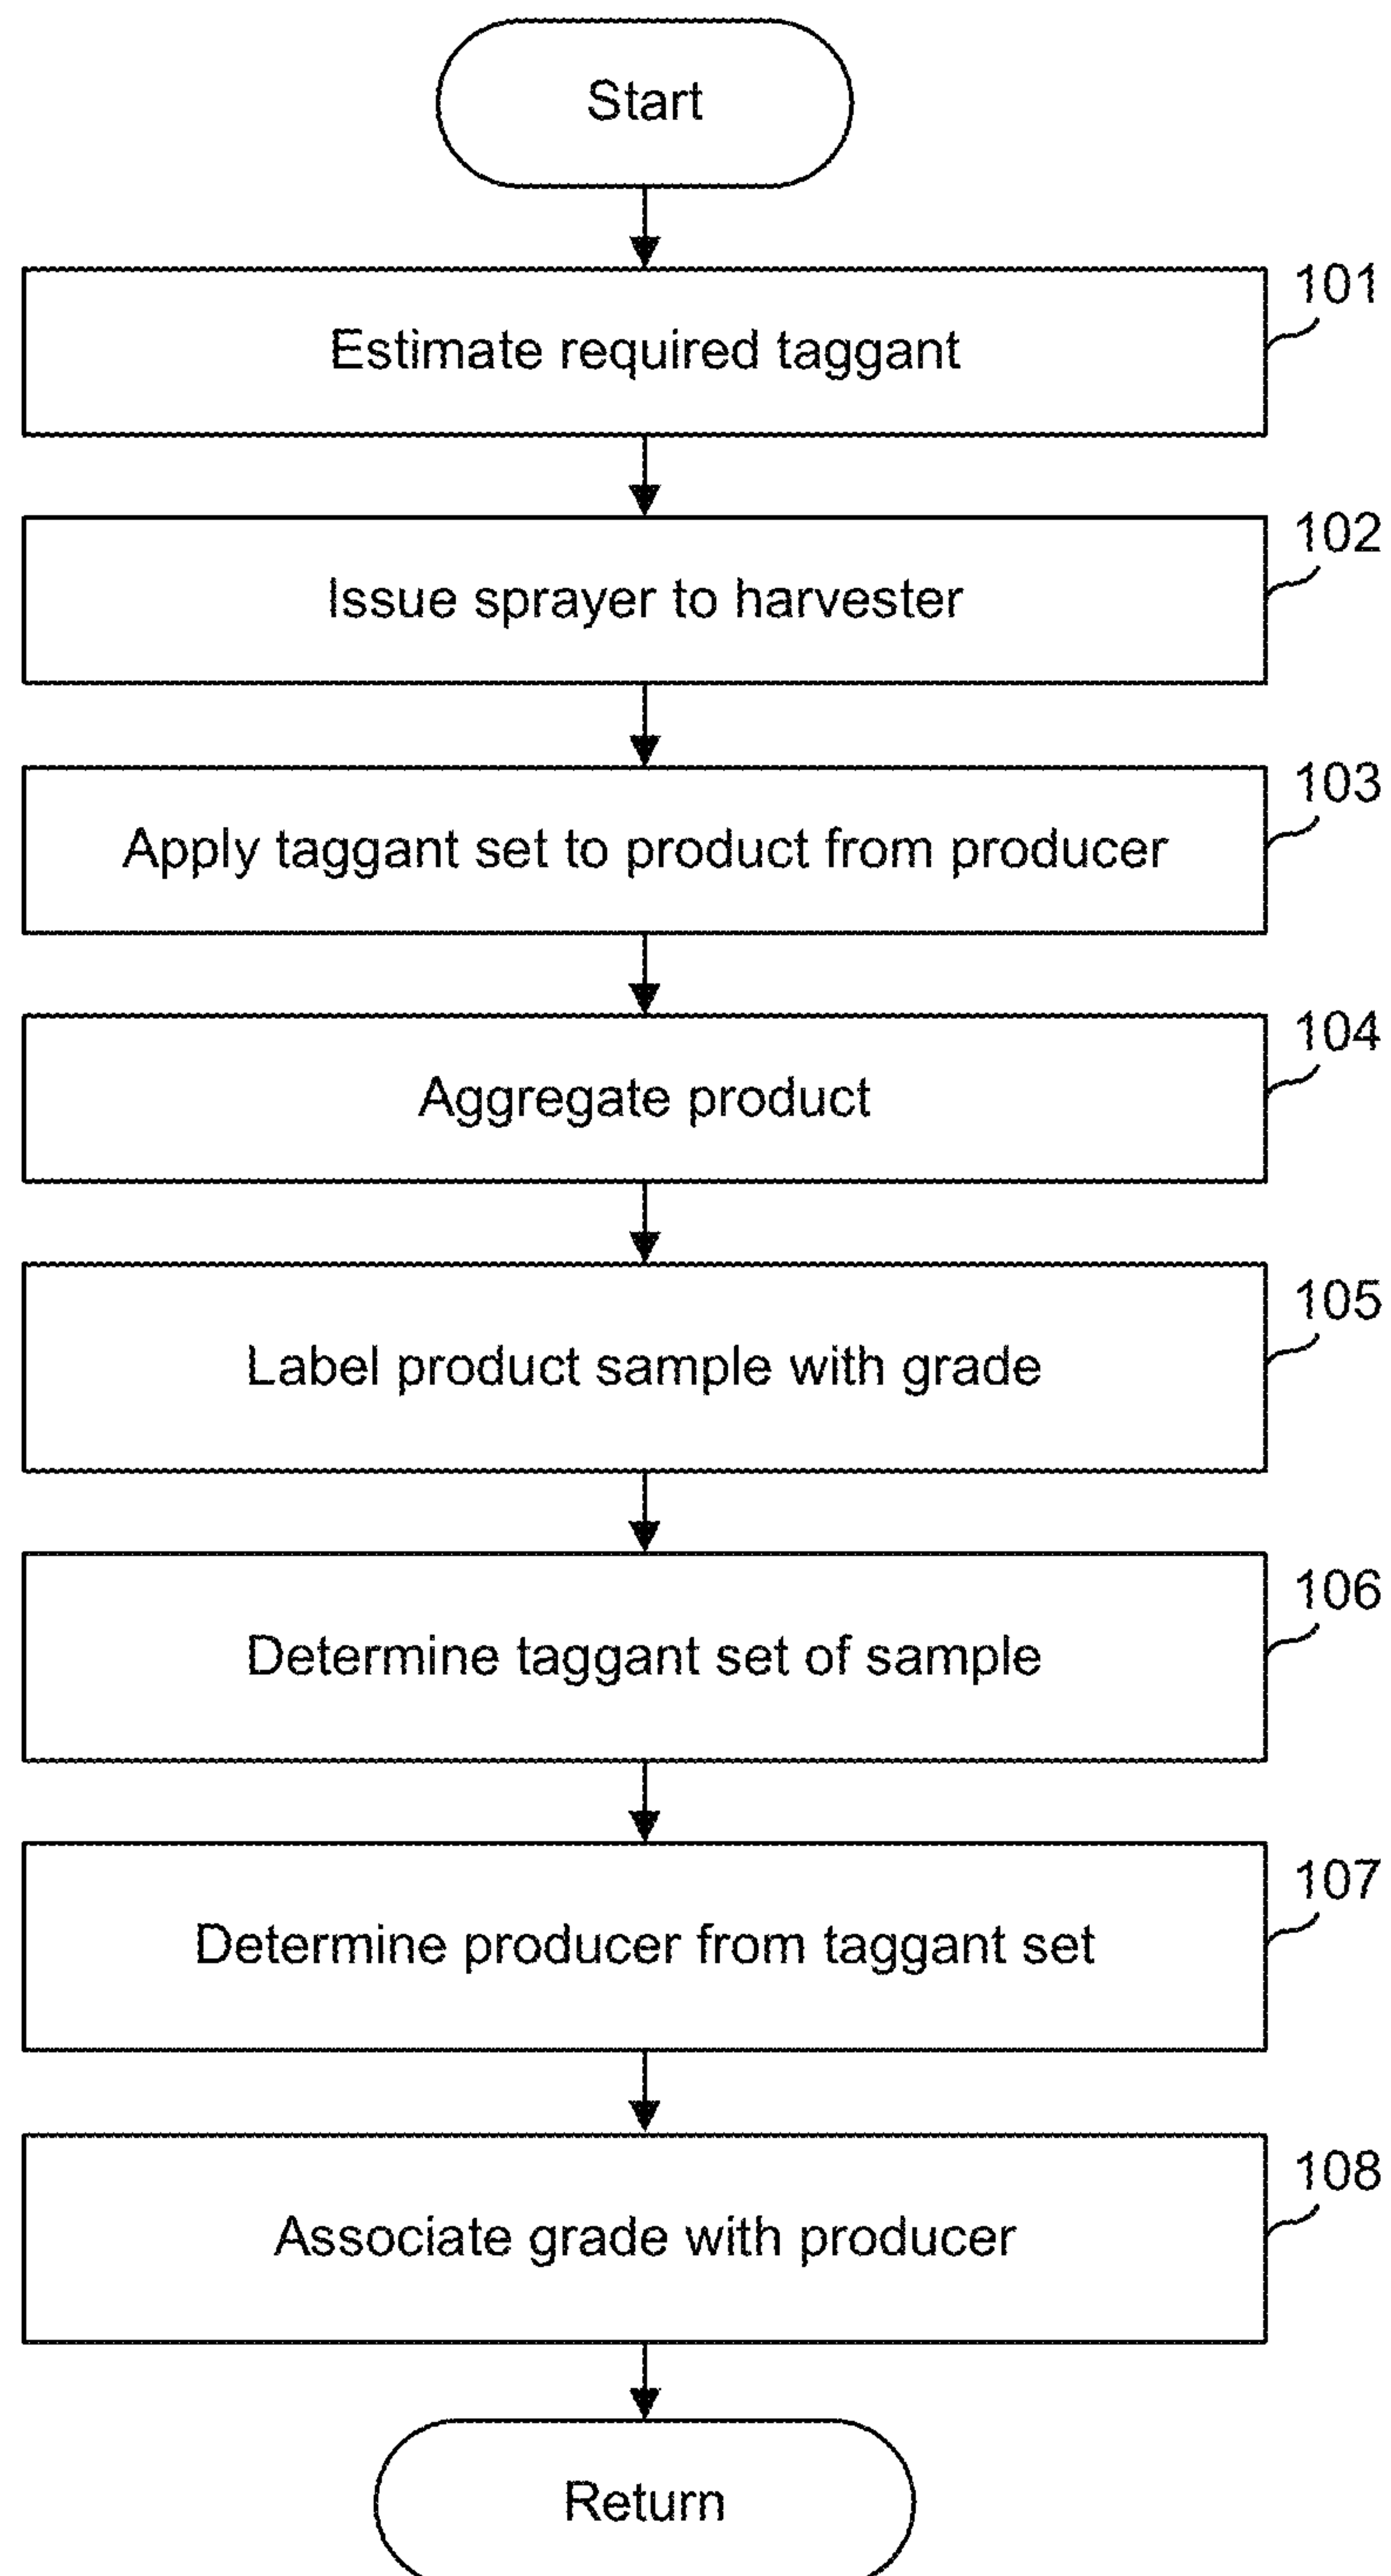 Start
101
Estimate required taggant
102
Issue sprayer to harvester
103
Apply taggant set to product from producer
104
Aggregate product
105
Label product sample with grade
106
Determine taggant set of sample
107
Determine producer from taggant set
108
Associate grade with producer
Return